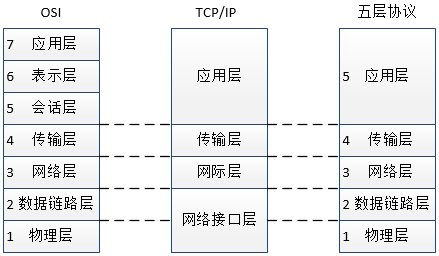 OSI
TCP/IP
五层协议
7 应用层
6 表示层
5 会话层
4 传输层
3 网络层
2 数据链路层
1 物理层
应用层
传输层
网际层
网络接口层
5 应用层
4 传输层
3 网络层
2 数据链路层
1 物理层